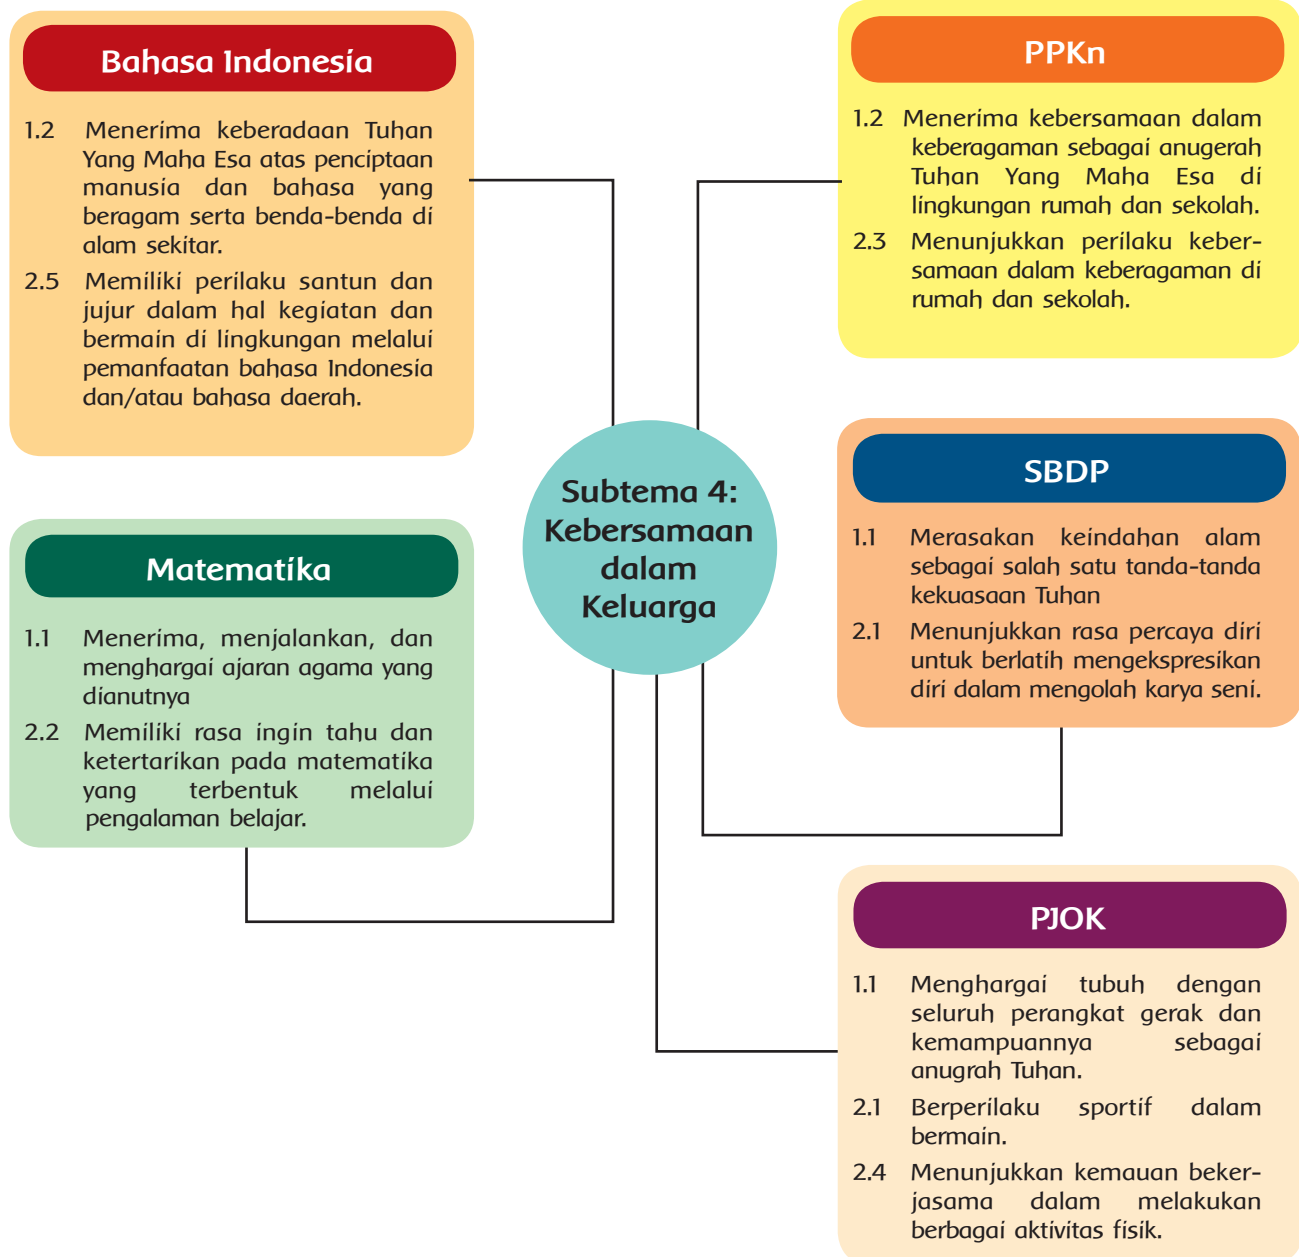 Bahasa Indonesia
1.2 Menerima keberadaan Tuhan
Yang Maha Esa atas penciptaan
manusia dan bahasa yang
beragam serta benda-benda di
alam sekitar.
2.5 Memiliki perilaku santun dan
jujur dalam hal kegiatan dan
bermain di lingkungan melalui
pemanfaatan bahasa Indonesia
dan/atau bahasa daerah.
PPKn
1.2 Menerima kebersamaan dalam
keberagaman sebagai anugerah
Tuhan Yang Maha Esa di
lingkungan rumah dan sekolah.
2.3 Menunjukkan perilaku keber-
samaan dalam keberagaman di
rumah dan sekolah.
Subtema 4:
Kebersamaan
dalam
Keluarga
Matematika
1.1 Menerima, menjalankan, dan
menghargai ajaran agama yang
dianutnya
2.2 Memiliki rasa ingin tahu dan
ketertarikan pada matematika
yang terbentuk melalui
pengalaman belajar.
SBDP
1.1 Merasakan keindahan alam
sebagai salah satu tanda-tanda
kekuasaan Tuhan
2.1 Menunjukkan rasa percaya diri
untuk berlatih mengekspresikan
diri dalam mengolah karya seni.
PJOK
1.1 Menghargai tubuh dengan
seluruh perangkat gerak dan
kemampuannya sebagai
anugrah Tuhan.
2.1 Berperilaku sportif dalam
bermain.
2.4 Menunjukkan kemauan beker-
jasama dalam melakukan
berbagai aktivitas fisik.